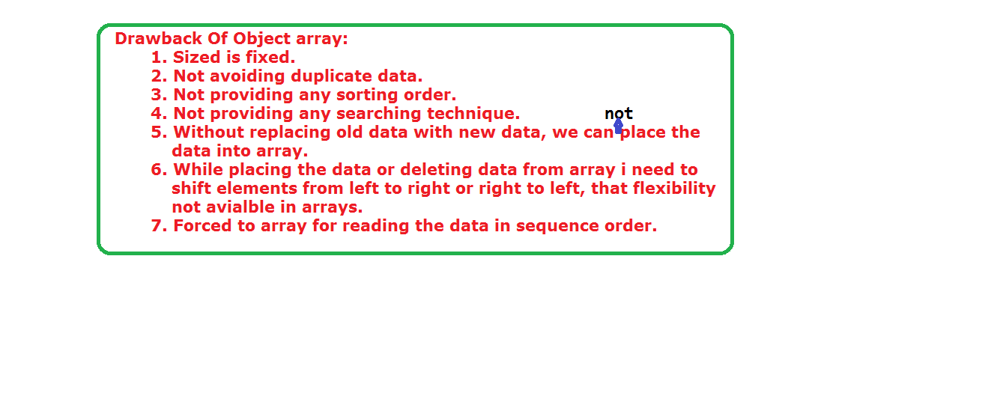 Drawback Of Object array:
1. Sized is fixed.
2. Not avoiding duplicate data.
3. Not providing any sorting order.
4. Not providing any searching technique.
not
5. Without replacing old data with new data, we can place the
data into array.
6. While placing the data or deleting data from array i need to
shift elements from left to right or right to left, that flexibility
not avialble in arrays.
7. Forced to array for reading the data in sequence order.